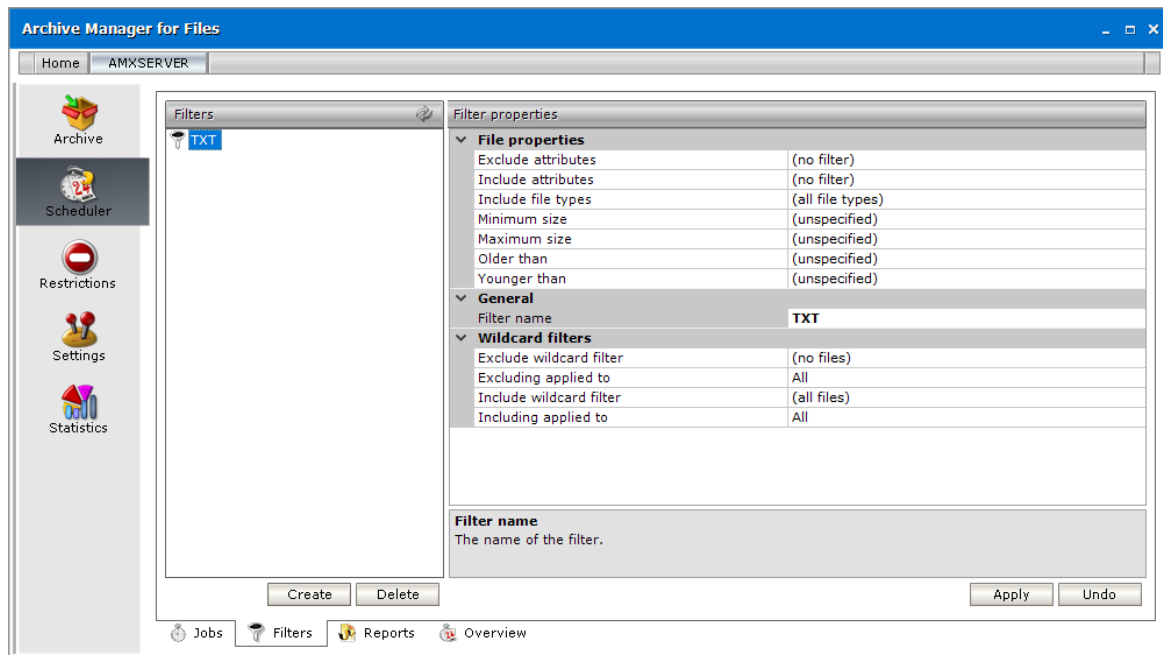 Archive Manager for Files
Home AMXSERVER
Archive
Scheduler
Restrictions
Settings
Statistics
Filters
TXT
Filter properties
File properties
Exclude attributes (no filter)
Include attributes (no filter)
Include file types (all file types)
Minimum size (unspecified)
Maximum size (unspecified)
Older than (unspecified)
Younger than (unspecified)
General
Filter name TXT
Wildcard filters
Exclude wildcard filter (no files)
Excluding applied to All
Include wildcard filter (all files)
Including applied to All
Filter name
The name of the filter.
Create Delete Apply Undo
Jobs Filters Reports Overview